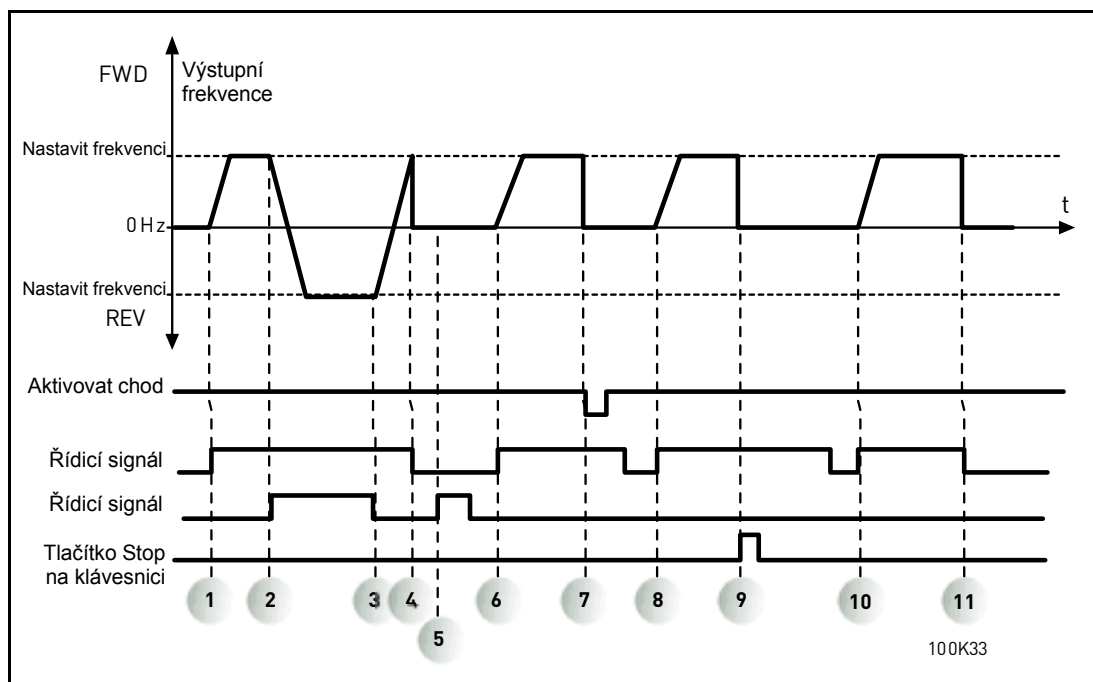 FWD
Výstupní
frekvence
Nastavit frekvenci
t
0 Hz
Nastavit frekvenci
REV
Aktivovat chod
Řídicí signál
Řídicí signál
Tlačítko Stop
na klávesnici
1 2 3 4 6 7 8 9 10 11
5
100K33